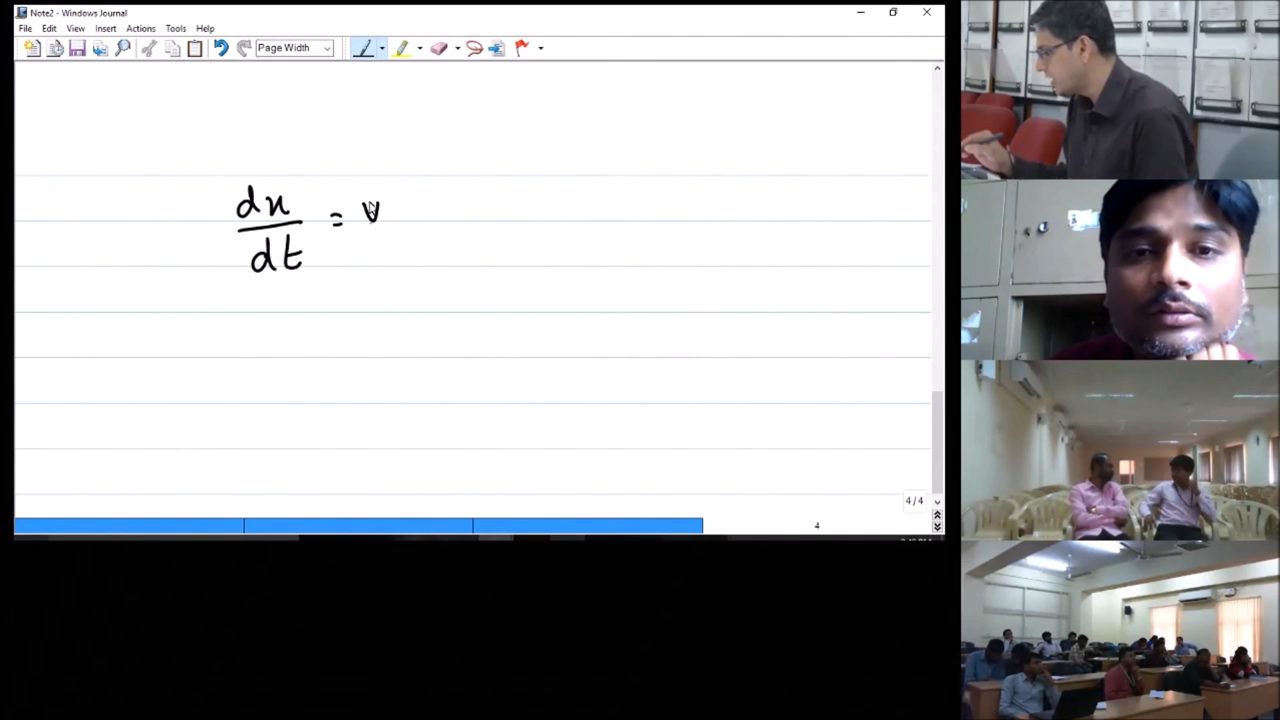 Note2 - Windows Journal
File Edit View Insert Actions Tools Help
Page Width
dx
dt
= v
4 / 4
4